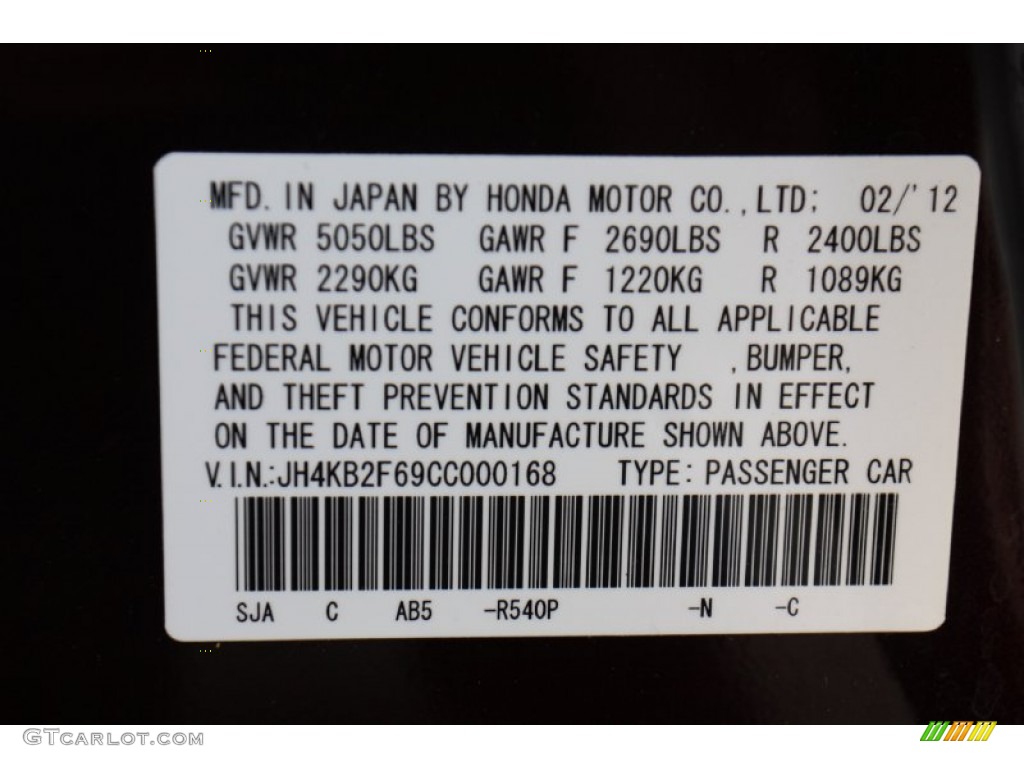 MFD. IN JAPAN BY HONDA MOTOR CO.,LTD; 02/'12
GVWR 5050LBS GAWR F 2690LBS R 2400LBS
GVWR 2290KG GAWR F 1220KG R 1089KG
THIS VEHICLE CONFORMS TO ALL APPLICABLE
FEDERAL MOTOR VEHICLE SAFETY ,BUMPER,
AND THEFT PREVENTION STANDARDS IN EFFECT
ON THE DATE OF MANUFACTURE SHOWN ABOVE.
V.I.N.:JH4KB2F69CC000168 TYPE: PASSENGER CAR
SJA C AB5 -R540P -N -C
GTCARLOT.COM